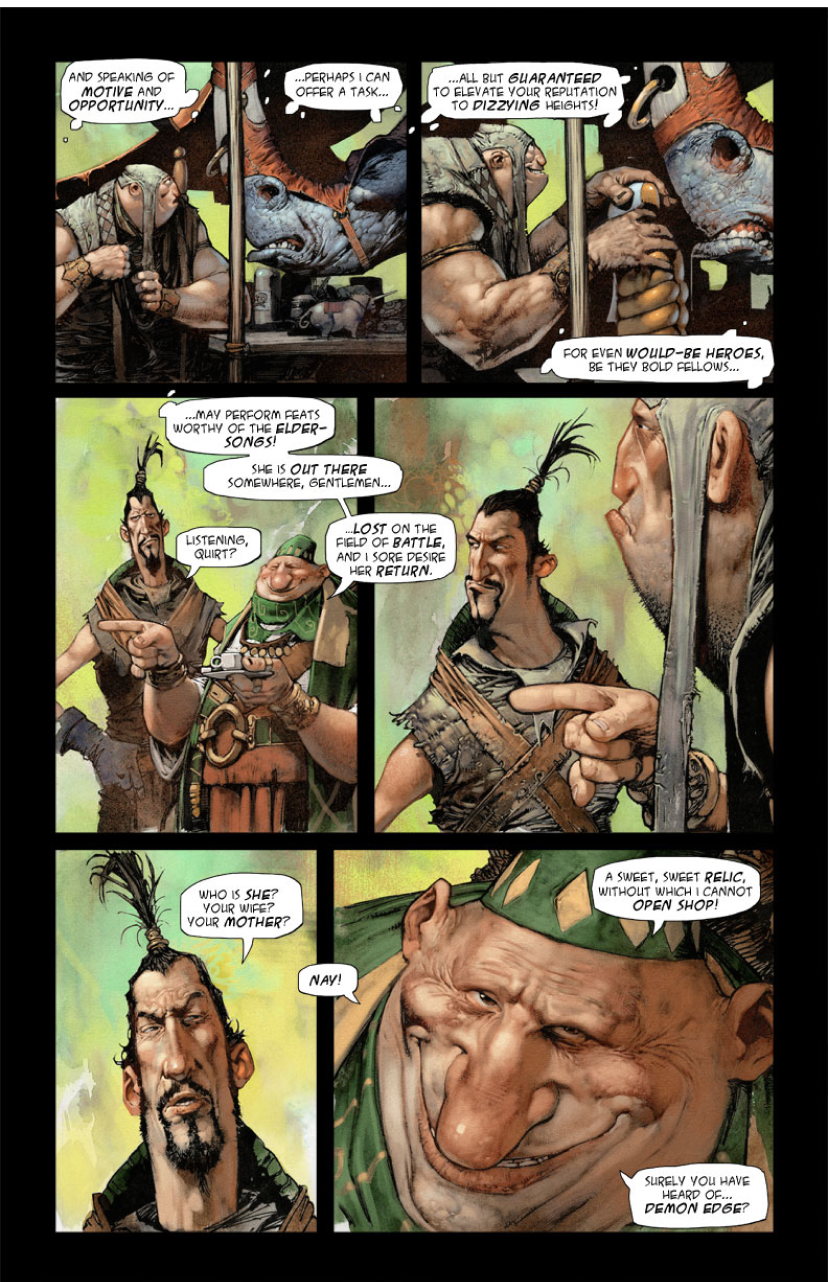 AND SPEAKING OF
MOTIVE AND
OPPORTUNITY...
...PERHAPS I CAN
OFFER A TASK...
...ALL BUT GUARANTEED
TO ELEVATE YOUR REPUTATION
TO DIZZYING HEIGHTS!
FOR EVEN WOULD-BE HEROES,
BE THEY BOLD FELLOWS...
...MAY PERFORM FEATS
WORTHY OF THE ELDER-
SONGS!
SHE IS OUT THERE
SOMEWHERE, GENTLEMEN...
LISTENING,
QUIRT?
...LOST ON THE
FIELD OF BATTLE,
AND I SORE DESIRE
HER RETURN.
WHO IS SHE?
YOUR WIFE?
YOUR MOTHER?
NAY!
A SWEET, SWEET RELIC,
WITHOUT WHICH I CANNOT
OPEN SHOP!
SURELY YOU HAVE
HEARD OF...
DEMON EDGE?